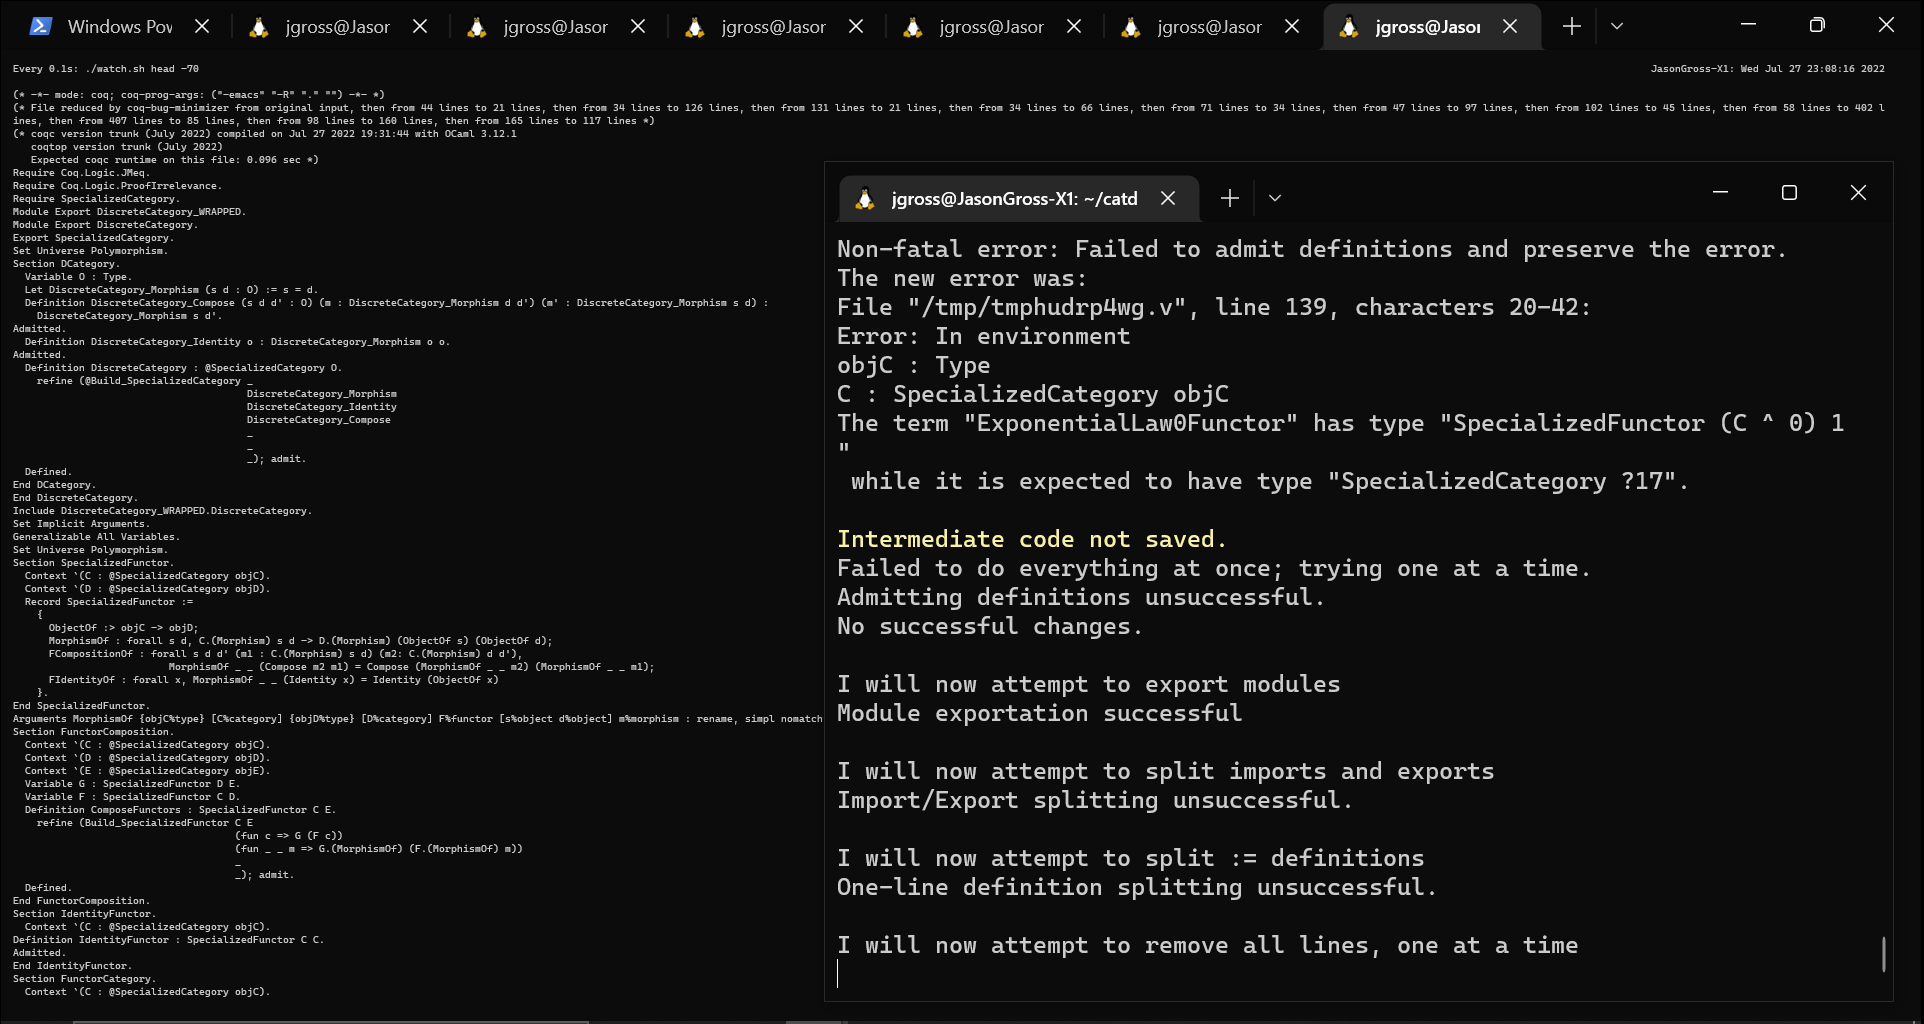 Windows Pow
jgross@Jasor
jgross@Jasor
jgross@Jasor
jgross@Jasor
jgross@Jasor
jgross@Jasor
Every 0.1s: ./watch.sh head -70
JasonGross-X1: Wed Jul 27 23:08:16 2022
(* -*- mode: coq; coq-prog-args: ("-emacs" "-R" "." "") -*- *)
(* File reduced by coq-bug-minimizer from original input, then from 44 lines to 21 lines, then from 34 lines to 126 lines, then from 131 lines to 21 lines, then from 34 lines to 66 lines, then from 71 lines to 34 lines, then from 47 lines to 97 lines, then from 102 lines to 45 lines, then from 58 lines to 402 l
ines, then from 407 lines to 85 lines, then from 98 lines to 160 lines, then from 165 lines to 117 lines *)
(* coqc version trunk (July 2022) compiled on Jul 27 2022 19:31:44 with OCaml 3.12.1
   coqtop version trunk (July 2022)
   Expected coqc runtime on this file: 0.096 sec *)
Require Coq.Logic.JMeq.
Require Coq.Logic.ProofIrrelevance.
Require SpecializedCategory.
Module Export DiscreteCategory_WRAPPED.
Module Export DiscreteCategory.
Export SpecializedCategory.
Set Universe Polymorphism.
Section DCategory.
  Variable O : Type.
  Let DiscreteCategory_Morphism (s d : O) := s = d.
  Definition DiscreteCategory_Compose (s d d' : O) (m : DiscreteCategory_Morphism d d') (m' : DiscreteCategory_Morphism s d) :
    DiscreteCategory_Morphism s d'.
Admitted.
  Definition DiscreteCategory_Identity o : DiscreteCategory_Morphism o o.
Admitted.
  Definition DiscreteCategory : @SpecializedCategory O.
    refine (@Build_SpecializedCategory _
                                       DiscreteCategory_Morphism
                                       DiscreteCategory_Identity
                                       DiscreteCategory_Compose
                                       _
                                       _
                                       _); admit.
  Defined.
End DCategory.
End DiscreteCategory.
Include DiscreteCategory_WRAPPED.DiscreteCategory.
Set Implicit Arguments.
Generalizable All Variables.
Set Universe Polymorphism.
Section SpecializedFunctor.
  Context `(C : @SpecializedCategory objC).
  Context `(D : @SpecializedCategory objD).
  Record SpecializedFunctor :=
    {
      ObjectOf :> objC -> objD;
      MorphismOf : forall s d, C.(Morphism) s d -> D.(Morphism) (ObjectOf s) (ObjectOf d);
      FCompositionOf : forall s d d' (m1 : C.(Morphism) s d) (m2: C.(Morphism) d d'),
                          MorphismOf _ _ (Compose m2 m1) = Compose (MorphismOf _ _ m2) (MorphismOf _ _ m1);
      FIdentityOf : forall x, MorphismOf _ _ (Identity x) = Identity (ObjectOf x)
    }.
End SpecializedFunctor.
Arguments MorphismOf {objC%type} [C%category] {objD%type} [D%category] F%functor [s%object d%object] m%morphism : rename, simpl nomatch
Section FunctorComposition.
  Context `(C : @SpecializedCategory objC).
  Context `(D : @SpecializedCategory objD).
  Context `(E : @SpecializedCategory objE).
  Variable G : SpecializedFunctor D E.
  Variable F : SpecializedFunctor C D.
  Definition ComposeFunctors : SpecializedFunctor C E.
    refine (Build_SpecializedFunctor C E
                                     (fun c => G (F c))
                                     (fun _ _ m => G.(MorphismOf) (F.(MorphismOf) m))
                                     _
                                     _); admit.
  Defined.
End FunctorComposition.
Section IdentityFunctor.
  Context `(C : @SpecializedCategory objC).
Definition IdentityFunctor : SpecializedFunctor C C.
Admitted.
End IdentityFunctor.
Section FunctorCategory.
  Context `(C : @SpecializedCategory objC).
jgross@JasonGross-X1: ~/catd
Non-fatal error: Failed to admit definitions and preserve the error.
The new error was:
File "/tmp/tmphudrp4wg.v", line 139, characters 20-42:
Error: In environment
objC : Type
C : SpecializedCategory objC
The term "ExponentialLaw0Functor" has type "SpecializedFunctor (C ^ 0) 1
"
 while it is expected to have type "SpecializedCategory ?17".
Intermediate code not saved.
Failed to do everything at once; trying one at a time.
Admitting definitions unsuccessful.
No successful changes.
I will now attempt to export modules
Module exportation successful
I will now attempt to split imports and exports
Import/Export splitting unsuccessful.
I will now attempt to split := definitions
One-line definition splitting unsuccessful.
I will now attempt to remove all lines, one at a time